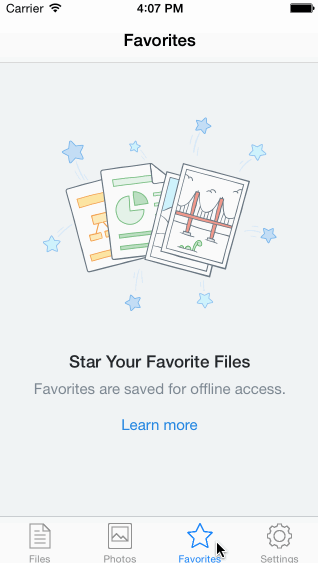 Carrier 4:07 PM
Favorites
Star Your Favorite Files
Favorites are saved for offline access.
Learn more
Files Photos Favorites Settings